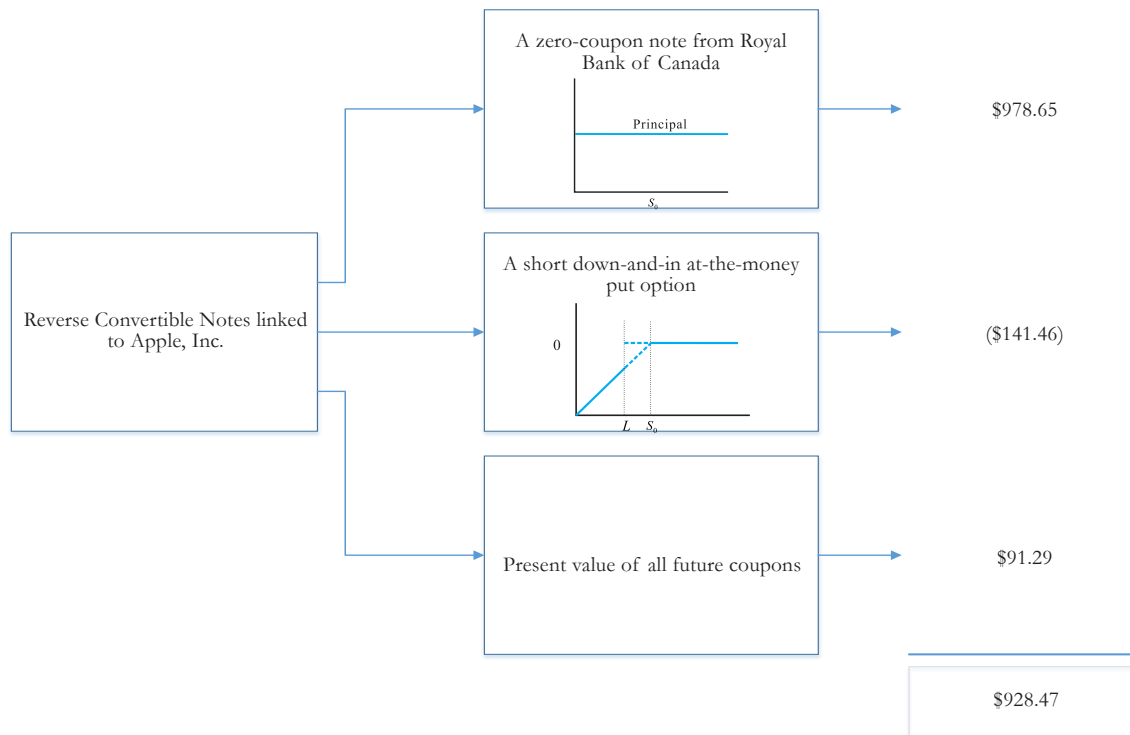 A zero-coupon note from Royal
Bank of Canada
Principal
S₀
$978.65
Reverse Convertible Notes linked
to Apple, Inc.
A short down-and-in at-the-money
put option
0
L S₀
($141.46)
Present value of all future coupons
$91.29
$928.47